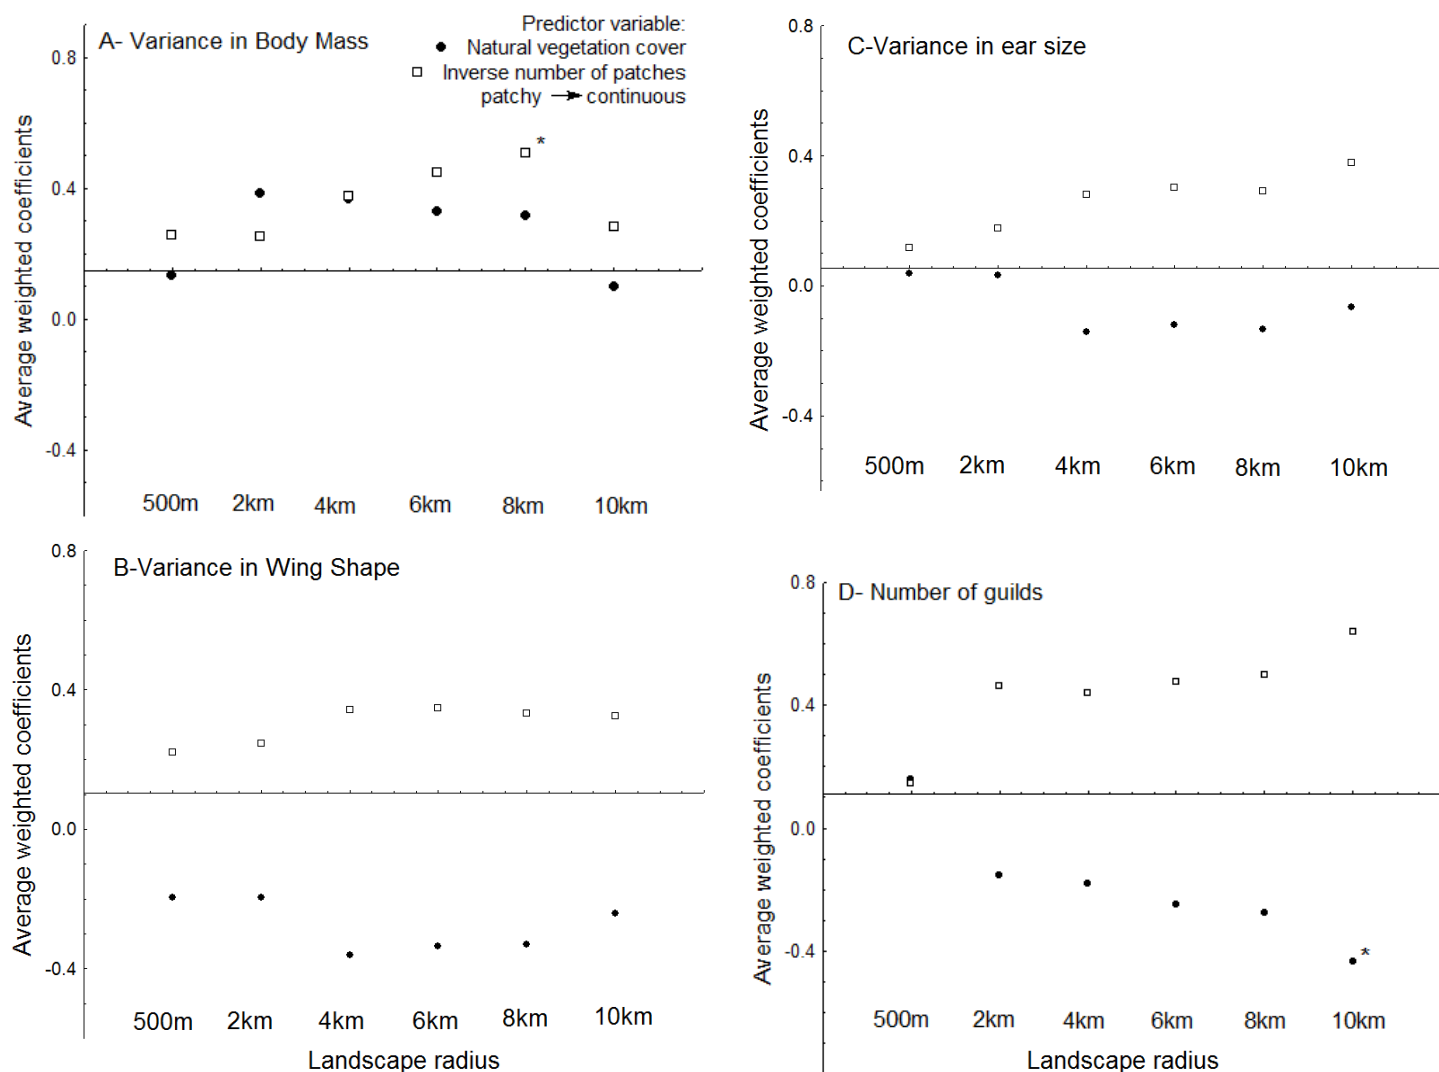 A- Variance in Body Mass
Predictor variable:
Natural vegetation cover
Inverse number of patches
patchy → continuous
0.8
0.4
0.0
-0.4
*
Average weighted coefficients
500m 2km 4km 6km 8km 10km
C-Variance in ear size
0.8
0.4
0.0
-0.4
Average weighted coefficients
500m 2km 4km 6km 8km 10km
B-Variance in Wing Shape
0.8
0.4
0.0
-0.4
Average weighted coefficients
500m 2km 4km 6km 8km 10km
Landscape radius
D- Number of guilds
0.8
0.4
0.0
-0.4
*
Average weighted coefficients
500m 2km 4km 6km 8km 10km
Landscape radius